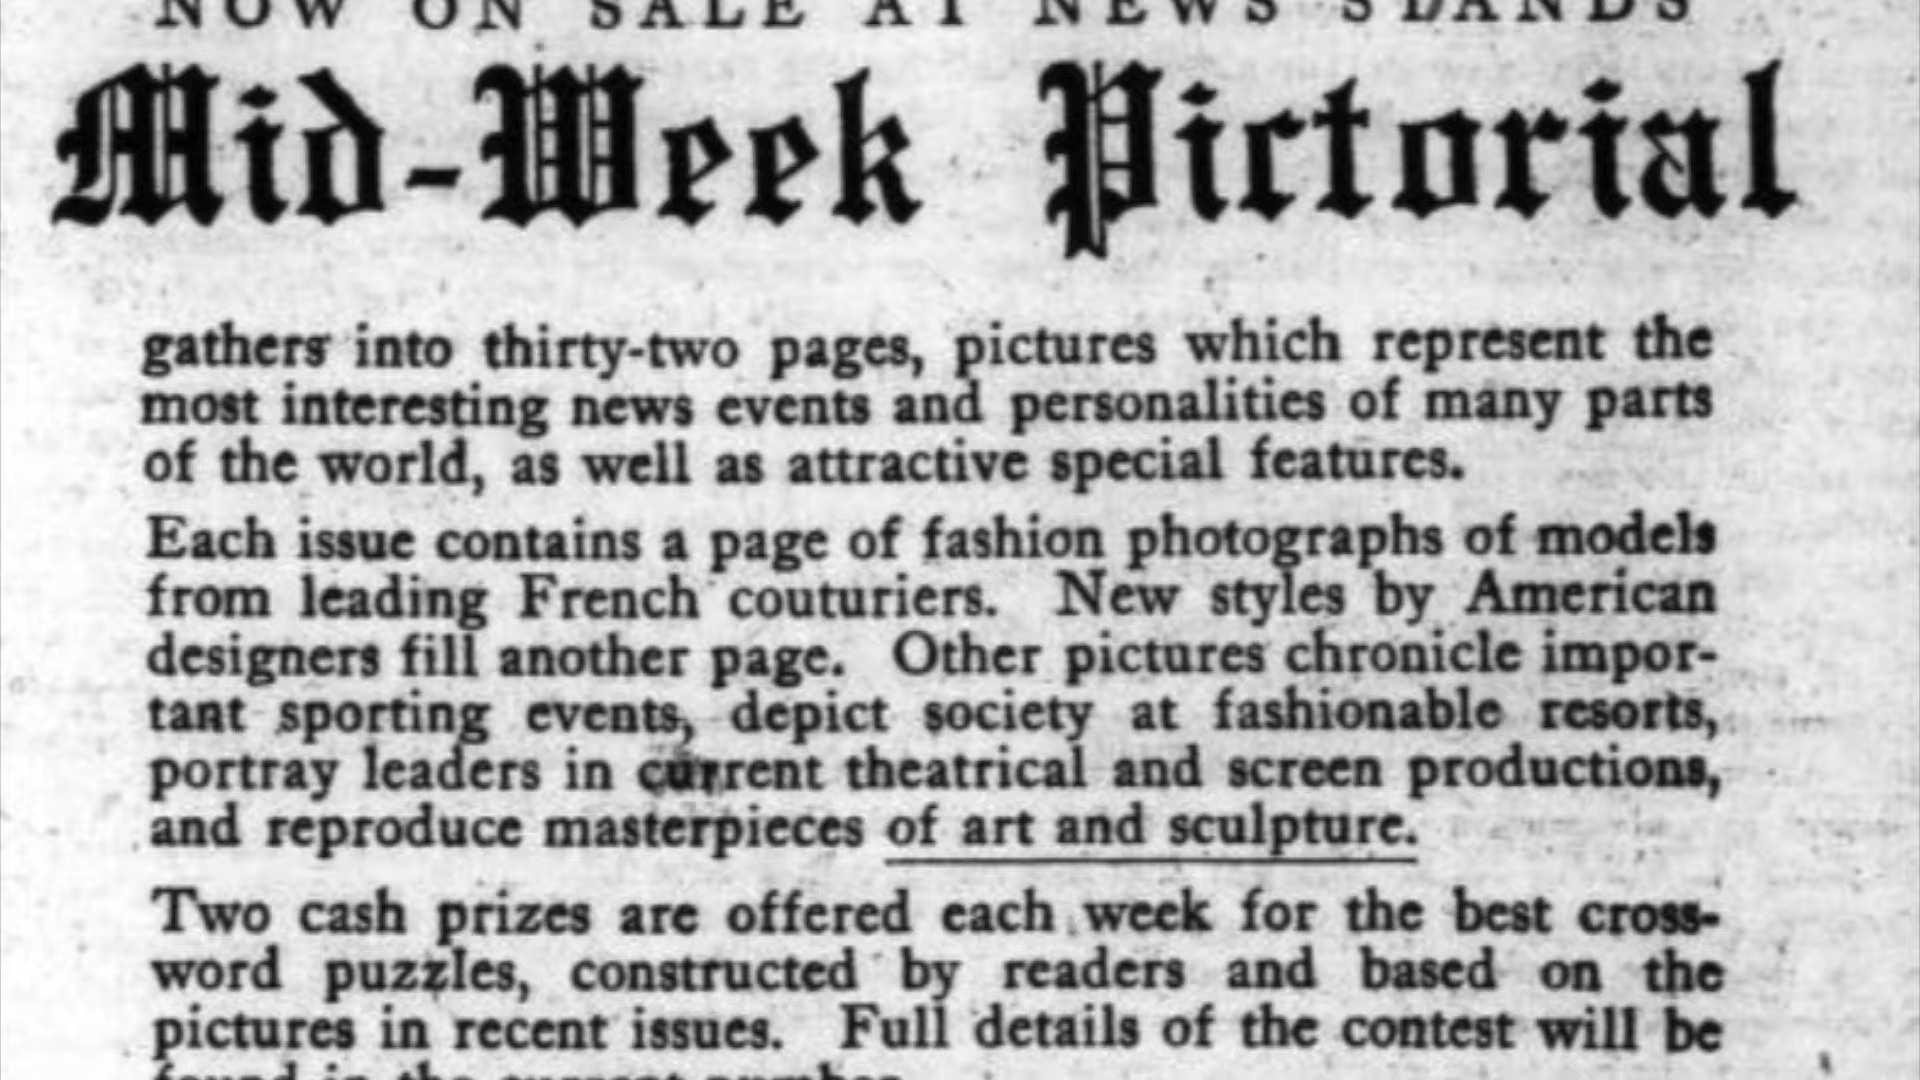 NOW ON SALE AT NEWS STANDS
Mid-Week Pictorial
gathers into thirty-two pages, pictures which represent the
most interesting news events and personalities of many parts
of the world, as well as attractive special features.
Each issue contains a page of fashion photographs of models
from leading French couturiers. New styles by American
designers fill another page. Other pictures chronicle impor-
tant sporting events, depict society at fashionable resorts,
portray leaders in current theatrical and screen productions,
and reproduce masterpieces of art and sculpture.
Two cash prizes are offered each week for the best cross-
word puzzles, constructed by readers and based on the
pictures in recent issues. Full details of the contest will be
found in the current number.